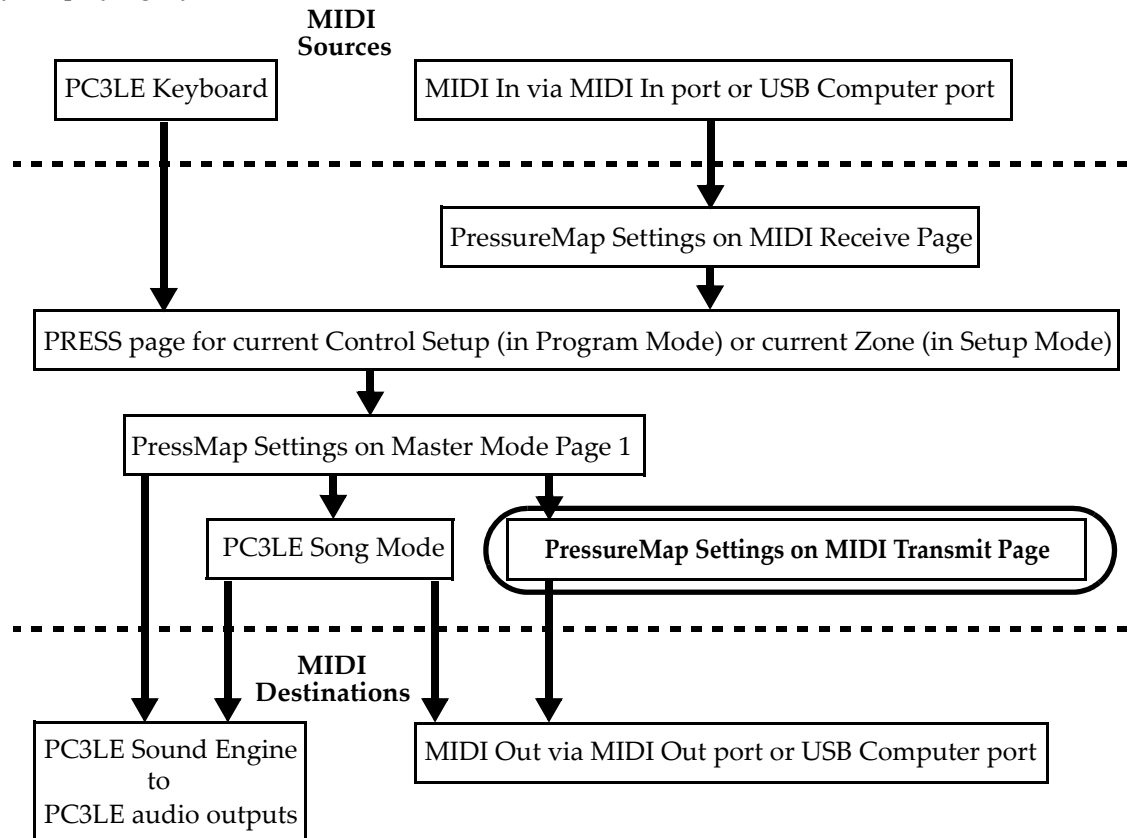 MIDI
Sources
PC3LE Keyboard
MIDI In via MIDI In port or USB Computer port
PressureMap Settings on MIDI Receive Page
PRESS page for current Control Setup (in Program Mode) or current Zone (in Setup Mode)
PressMap Settings on Master Mode Page 1
PC3LE Song Mode
PressureMap Settings on MIDI Transmit Page
MIDI
Destinations
PC3LE Sound Engine
to
PC3LE audio outputs
MIDI Out via MIDI Out port or USB Computer port